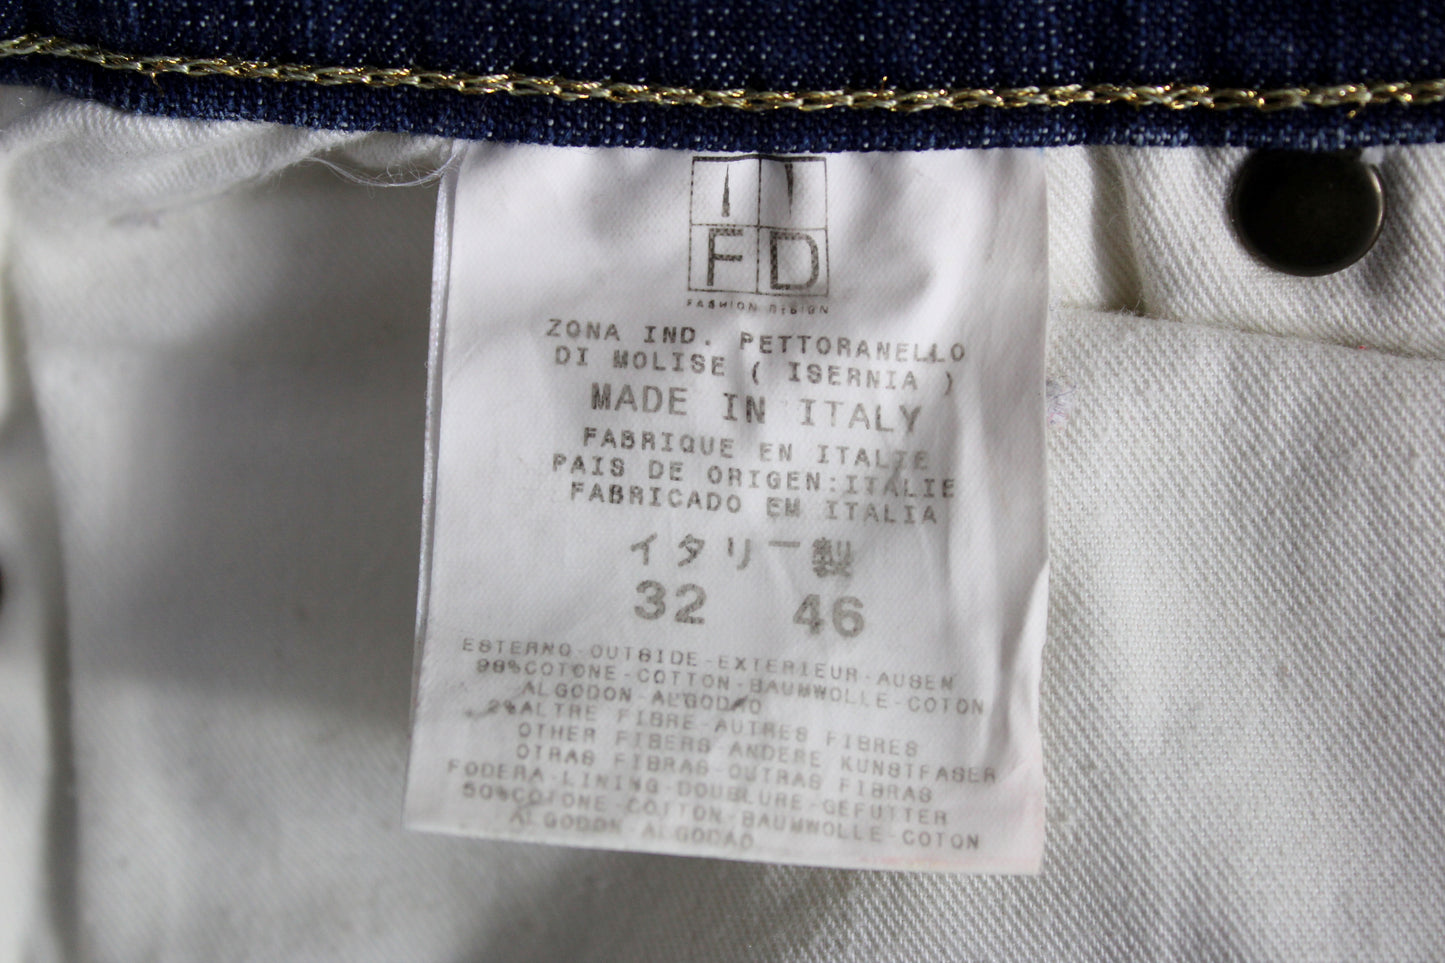 FD
FASHION DESIGN
ZONA IND. PETTORANELLO
DI MOLISE ( ISERNIA )
MADE IN ITALY
FABRIQUE EN ITALIE
PAIS DE ORIGEN:ITALIE
FABRICADO EM ITALIA
イタリー製
32 46
ESTERNO-OUTSIDE-EXTERIEUR-AUSEN
98%COTONE-COTTON-BAUMWOLLE-COTON
ALGODON-ALGODAO
2%ALTRE FIBRE-AUTRES FIBRES
OTHER FIBERS-ANDERE KUNSTFASER
OTRAS FIBRAS-OUTRAS FIBRAS
FODERA-LINING-DOUBLURE-GEFUTTER
50%COTONE-COTTON-BAUMWOLLE-COTON
ALGODON-ALGODAO